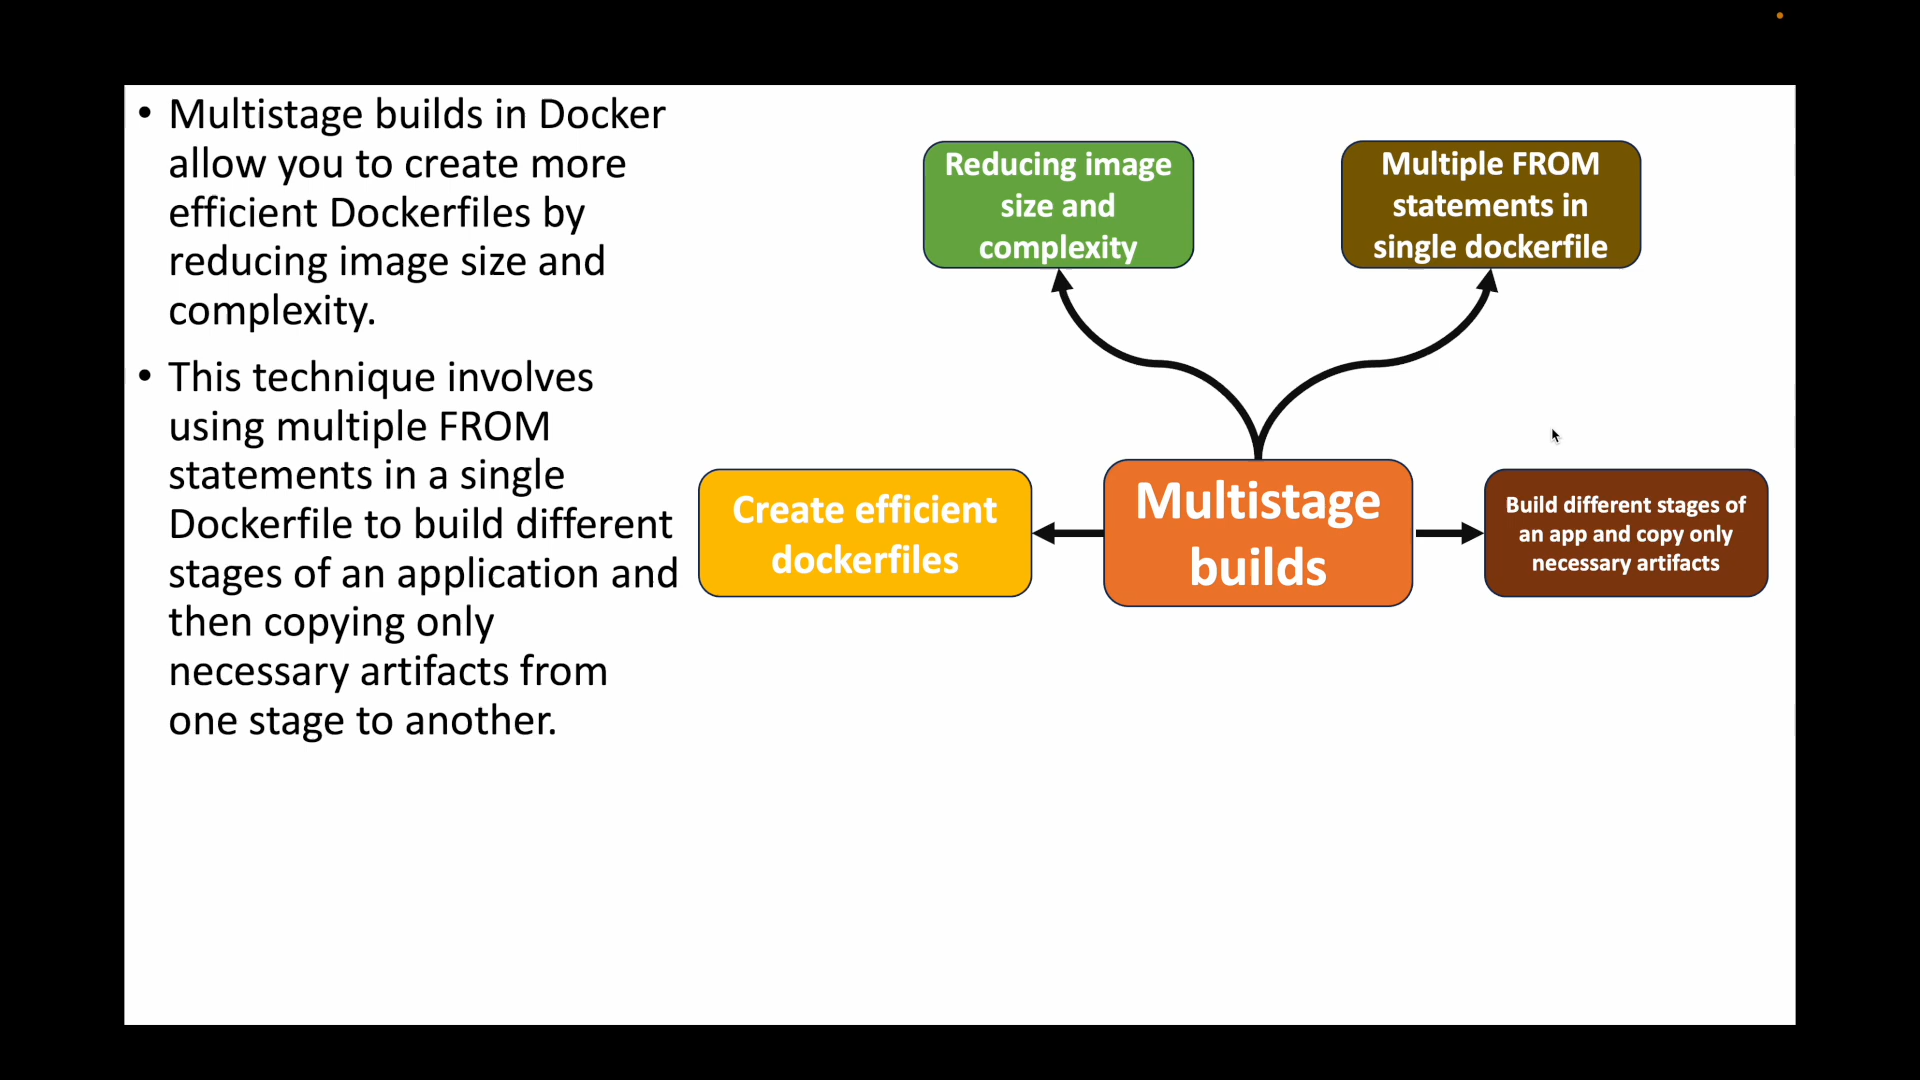 • Multistage builds in Docker
allow you to create more
efficient Dockerfiles by
reducing image size and
complexity.
• This technique involves
using multiple FROM
statements in a single
Dockerfile to build different
stages of an application and
then copying only
necessary artifacts from
one stage to another.
Reducing image
size and
complexity
Multiple FROM
statements in
single dockerfile
Create efficient
dockerfiles
Multistage
builds
Build different stages of
an app and copy only
necessary artifacts